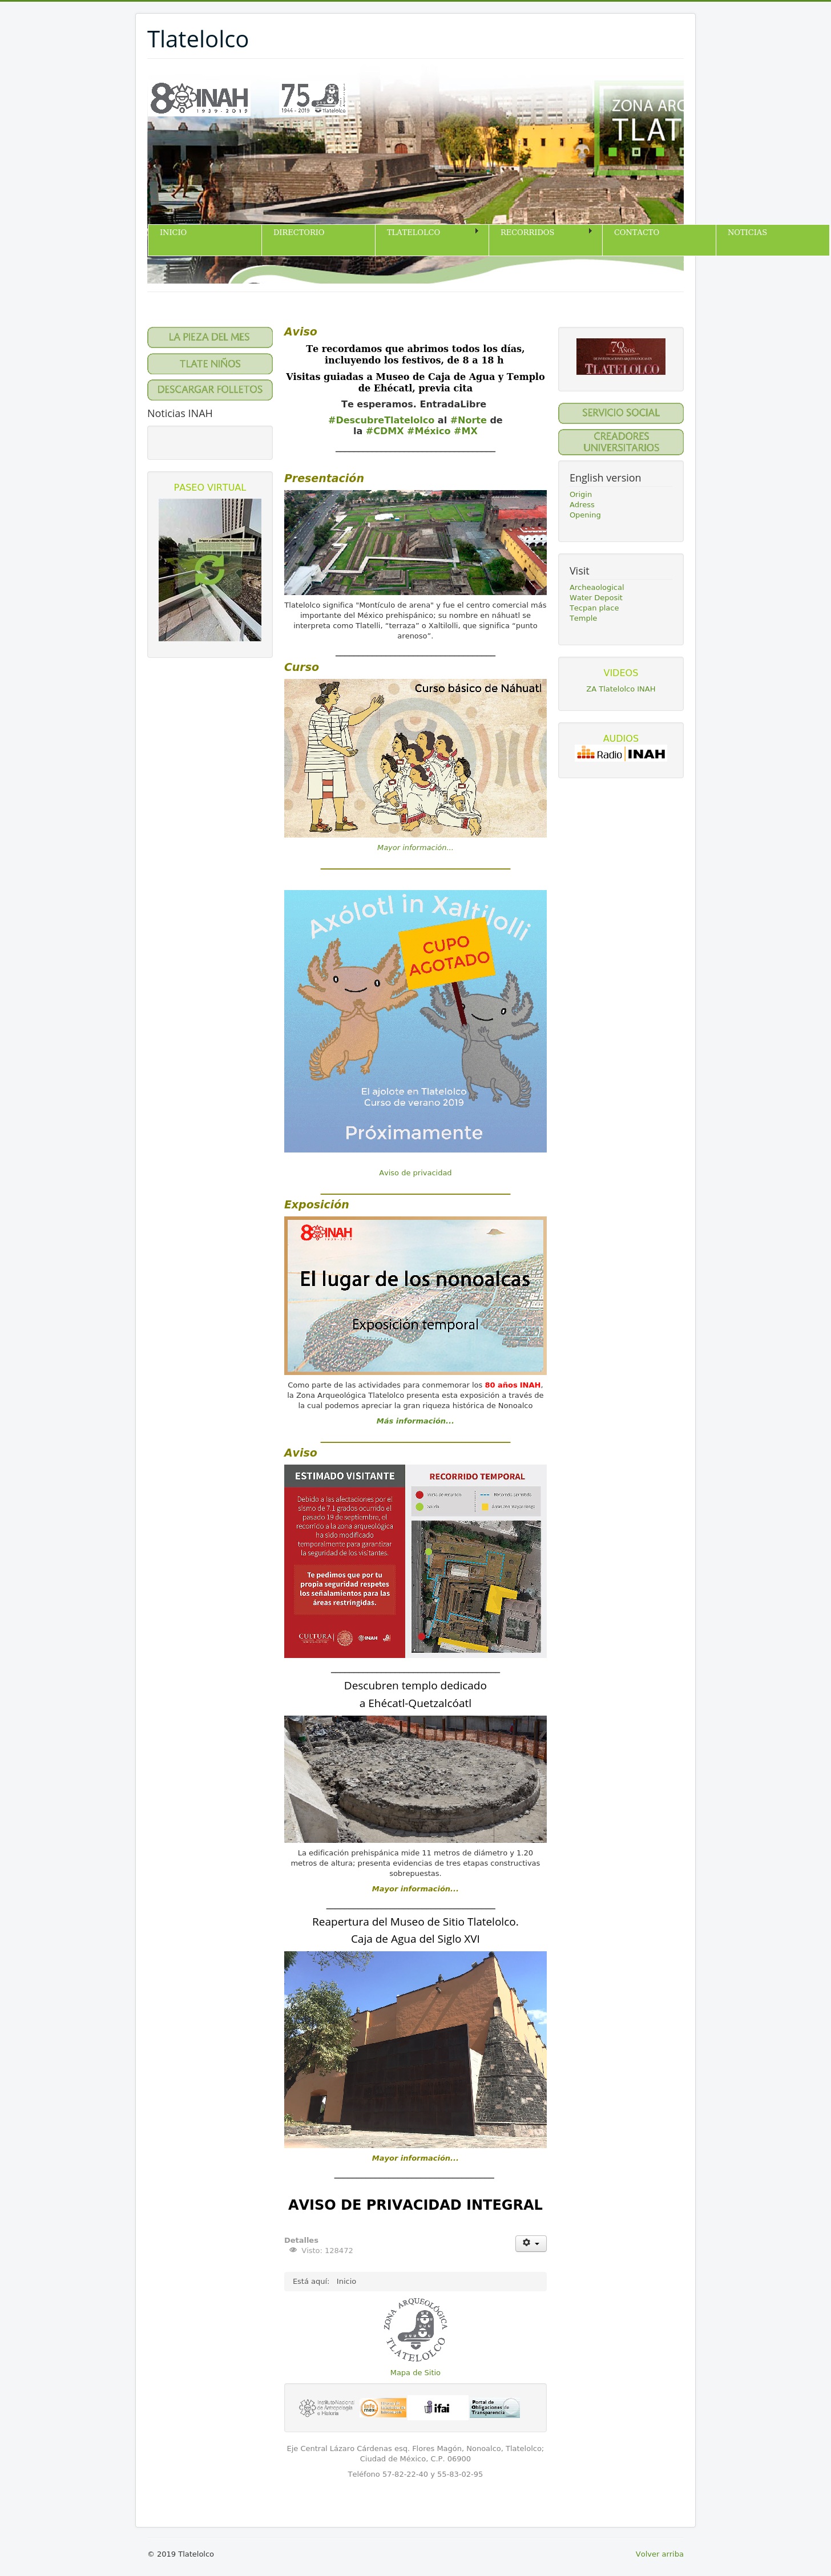 Tlatelolco
80 INAH
1939 - 2019
75
1944 - 2019 Tlatelolco
ZONA ARQ
TLAT
INICIO
DIRECTORIO
TLATELOLCO
RECORRIDOS
CONTACTO
NOTICIAS
LA PIEZA DEL MES
TLATE NIÑOS
DESCARGAR FOLLETOS
Noticias INAH
PASEO VIRTUAL
Aviso
Te recordamos que abrimos todos los días,
incluyendo los festivos, de 8 a 18 h
Visitas guiadas a Museo de Caja de Agua y Templo
de Ehécatl, previa cita
Te esperamos. EntradaLibre
#DescubreTlatelolco al #Norte de
la #CDMX #México #MX
Presentación
Tlatelolco significa "Montículo de arena" y fue el centro comercial más
importante del México prehispánico; su nombre en náhuatl se
interpreta como Tlatelli, “terraza” o Xaltilolli, que significa “punto
arenoso”.
Curso
Curso básico de Náhuatl
Mayor información...
Axólotl in Xaltilolli
CUPO
AGOTADO
El ajolote en Tlatelolco
Curso de verano 2019
Próximamente
Aviso de privacidad
Exposición
80 INAH
1939 - 2019
El lugar de los nonoalcas
Exposición temporal
Como parte de las actividades para conmemorar los 80 años INAH,
la Zona Arqueológica Tlatelolco presenta esta exposición a través de
la cual podemos apreciar la gran riqueza histórica de Nonoalco
Más información...
Aviso
ESTIMADO VISITANTE
Debido a las afectaciones por el
sismo de 7.1 grados ocurrido el
pasado 19 de septiembre, el
recorrido a la zona arqueológica
ha sido modificado
temporalmente para garantizar
la seguridad de los visitantes.
Te pedimos que por tu
propia seguridad respetes
los señalamientos para las
áreas restringidas.
CULTURA
INAH
RECORRIDO TEMPORAL
Descubren templo dedicado
a Ehécatl-Quetzalcóatl
La edificación prehispánica mide 11 metros de diámetro y 1.20
metros de altura; presenta evidencias de tres etapas constructivas
sobrepuestas.
Mayor información...
Reapertura del Museo de Sitio Tlatelolco.
Caja de Agua del Siglo XVI
Mayor información...
AVISO DE PRIVACIDAD INTEGRAL
Detalles
Visto: 128472
Está aquí: Inicio
ZONA ARQUEOLÓGICA
TLATELOLCO
Mapa de Sitio
Instituto Nacional
de Antropología
e Historia
ifai
Portal de
Obligaciones de
Transparencia
Eje Central Lázaro Cárdenas esq. Flores Magón, Nonoalco, Tlatelolco;
Ciudad de México, C.P. 06900
Teléfono 57-82-22-40 y 55-83-02-95
70
AÑOS
TLATELOLCO
SERVICIO SOCIAL
CREADORES
UNIVERSITARIOS
English version
Origin
Adress
Opening
Visit
Archeaological
Water Deposit
Tecpan place
Temple
VIDEOS
ZA Tlatelolco INAH
AUDIOS
Radio INAH
© 2019 Tlatelolco
Volver arriba